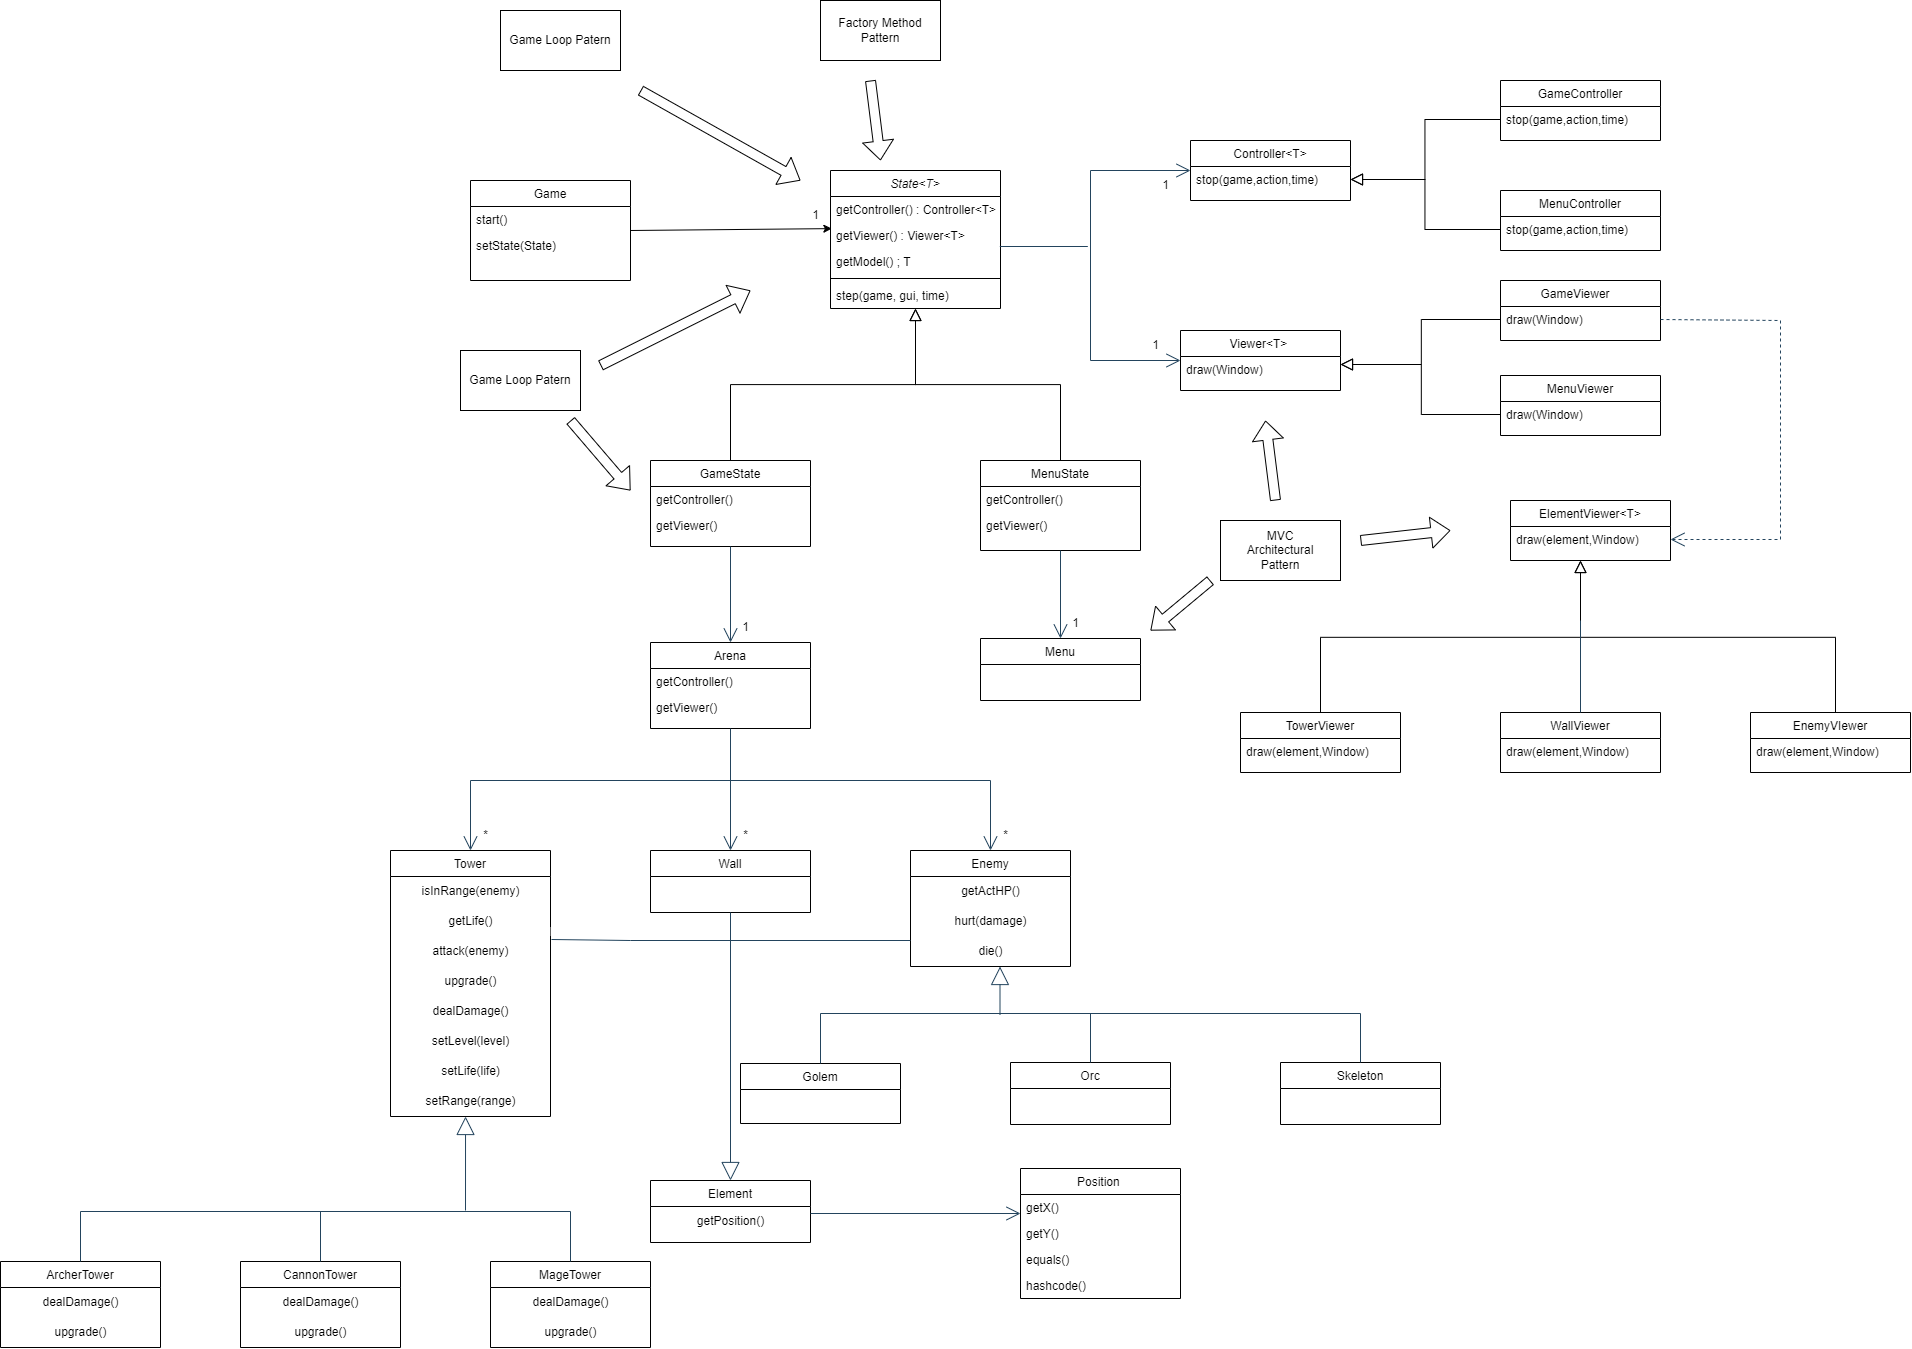 Game Loop Patern
Factory Method
Pattern
GameController
stop(game,action,time)
Controller<T>
stop(game,action,time)
1
MenuController
stop(game,action,time)
State<T>
getController() : Controller<T>
getViewer() : Viewer<T>
getModel() ; T
step(game, gui, time)
Game
start()
setState(State)
1
GameViewer
draw(Window)
Viewer<T>
draw(Window)
1
MenuViewer
draw(Window)
Game Loop Patern
GameState
getController()
getViewer()
MenuState
getController()
getViewer()
MVC
Architectural
Pattern
ElementViewer<T>
draw(element,Window)
1
1
Arena
getController()
getViewer()
Menu
TowerViewer
draw(element,Window)
WallViewer
draw(element,Window)
EnemyVIewer
draw(element,Window)
*
*
*
Tower
isInRange(enemy)
getLife()
attack(enemy)
upgrade()
dealDamage()
setLevel(level)
setLife(life)
setRange(range)
Wall
Enemy
getActHP()
hurt(damage)
die()
Golem
Orc
Skeleton
Element
getPosition()
Position
getX()
getY()
equals()
hashcode()
ArcherTower
dealDamage()
upgrade()
CannonTower
dealDamage()
upgrade()
MageTower
dealDamage()
upgrade()